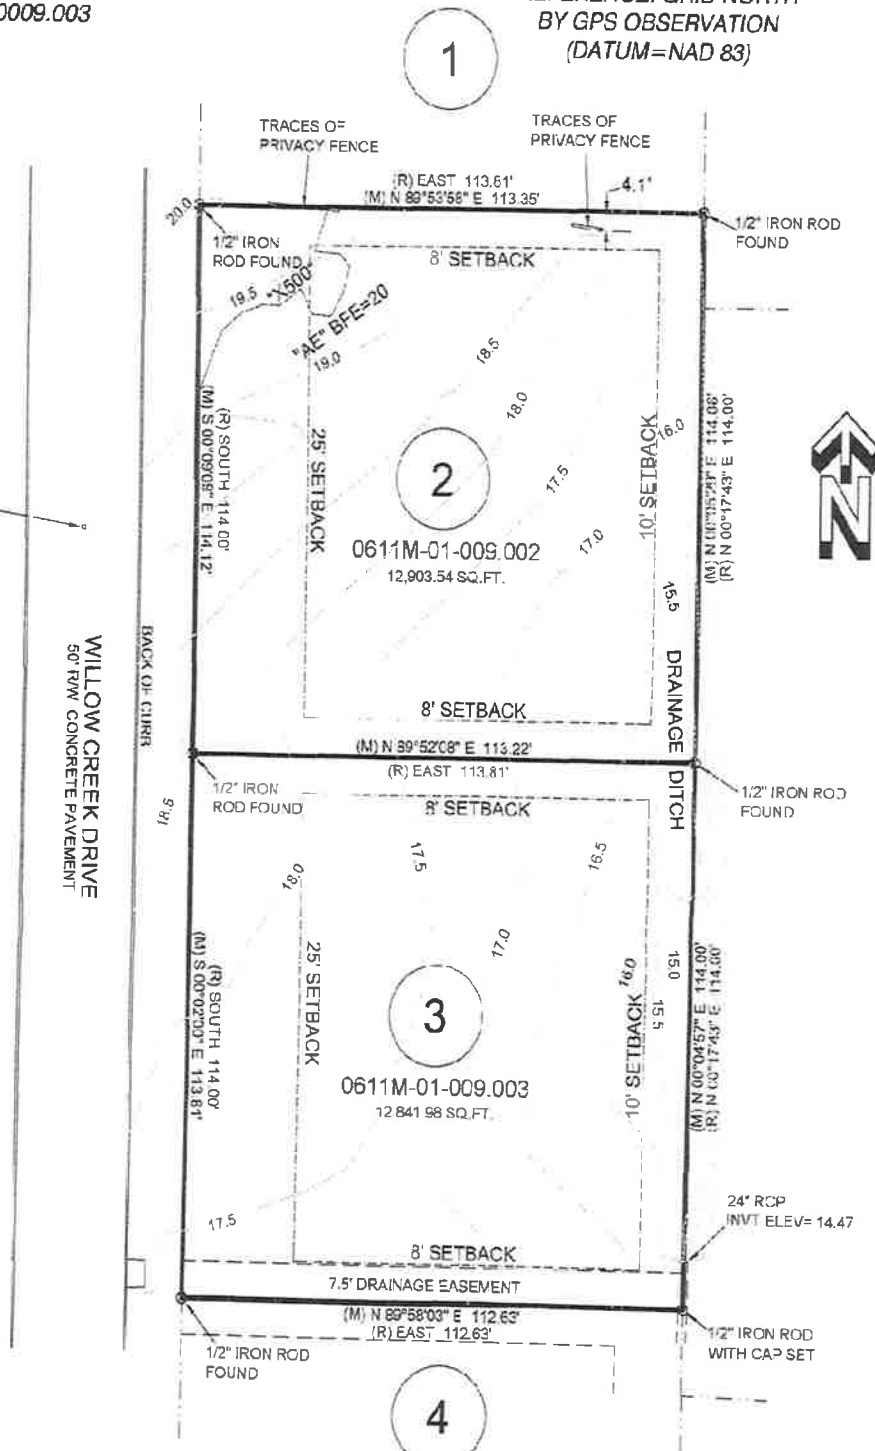 0009.003
BY GPS OBSERVATION
(DATUM=NAD 83)
1
TRACES OF
PRIVACY FENCE
TRACES OF
PRIVACY FENCE
(R) EAST 113.61'
(M) N 89°53'58" E 113.35'
4.1'
20.0
1/2" IRON
ROD FOUND
1/2" IRON ROD
FOUND
8' SETBACK
19.5
"X500"
"AE" BFE=20
19.0
18.5
18.0
17.5
17.0
16.0
15.5
(R) SOUTH 114.00'
(M) S 00°09'09" E 114.12'
25' SETBACK
2
0611M-01-009.002
12,903.54 SQ.FT.
10' SETBACK
114.08'
(R) N 00°17'43" E 114.00'
N
WILLOW CREEK DRIVE
50' R/W CONCRETE PAVEMENT
BACK OF CURB
DRAINAGE DITCH
8' SETBACK
(M) N 89°52'08" E 113.22'
(R) EAST 113.81'
1/2" IRON
ROD FOUND
1/2" IRON ROD
FOUND
8' SETBACK
18.5
18.0
17.5
17.0
16.5
16.0
15.5
15.0
(R) SOUTH 114.00'
(M) S 00°02'00" E 113.81'
25' SETBACK
3
0611M-01-009.003
12 841 98 SQ.FT.
10' SETBACK
(M) N 00°04'57" E 114.00'
(R) N 00°17'43" E 114.00'
17.5
24" RCP
INVT ELEV= 14.47
8' SETBACK
7.5' DRAINAGE EASEMENT
(M) N 89°58'03" E 112.63'
(R) EAST 112.63'
1/2" IRON ROD
FOUND
1/2" IRON ROD
WITH CAP SET
4